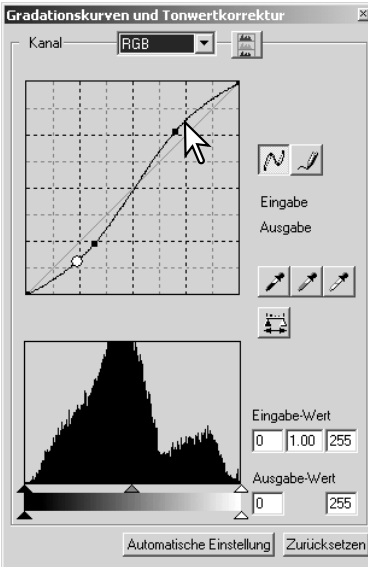 Gradationskurven und Tonwertkorrektur
Kanal RGB
Eingabe
Ausgabe
Eingabe-Wert
0 1.00 255
Ausgabe-Wert
0 255
Automatische Einstellung Zurücksetzen